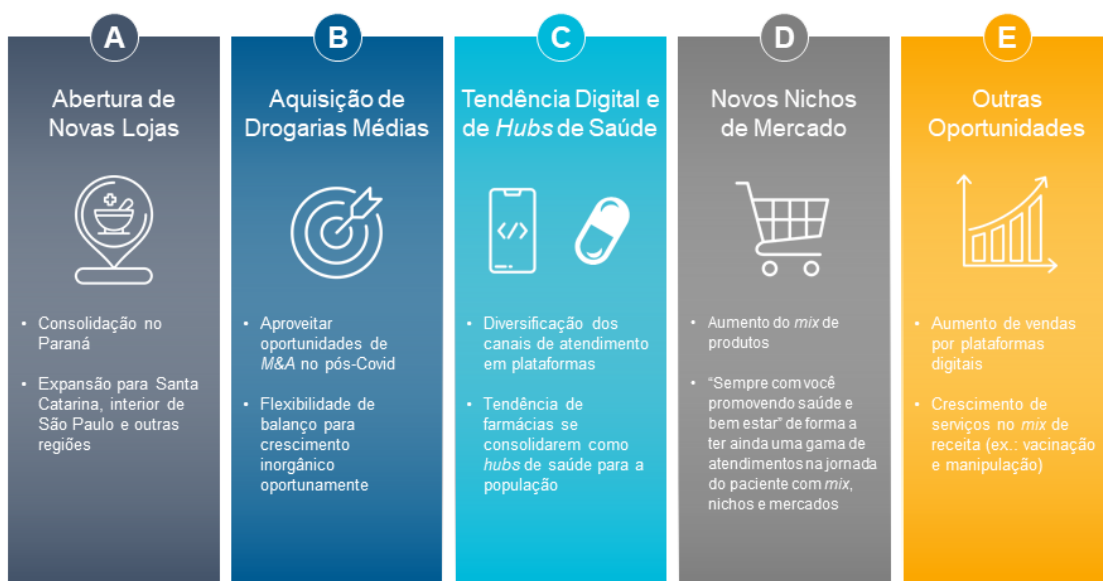 A
Abertura de
Novas Lojas
• Consolidação no
Paraná
• Expansão para Santa
Catarina, interior de
São Paulo e outras
regiões
B
Aquisição de
Drogarias Médias
• Aproveitar
oportunidades de
M&A no pós-Covid
• Flexibilidade de
balanço para
crescimento
inorgânico
oportunamente
C
Tendência Digital e
de Hubs de Saúde
</>
• Diversificação dos
canais de atendimento
em plataformas
• Tendência de
farmácias se
consolidarem como
hubs de saúde para a
população
D
Novos Nichos
de Mercado
• Aumento do mix de
produtos
• “Sempre com você
promovendo saúde e
bem estar” de forma a
ter ainda uma gama de
atendimentos na jornada
do paciente com mix,
nichos e mercados
E
Outras
Oportunidades
• Aumento de vendas
por plataformas
digitais
• Crescimento de
serviços no mix de
receita (ex.: vacinação
e manipulação)